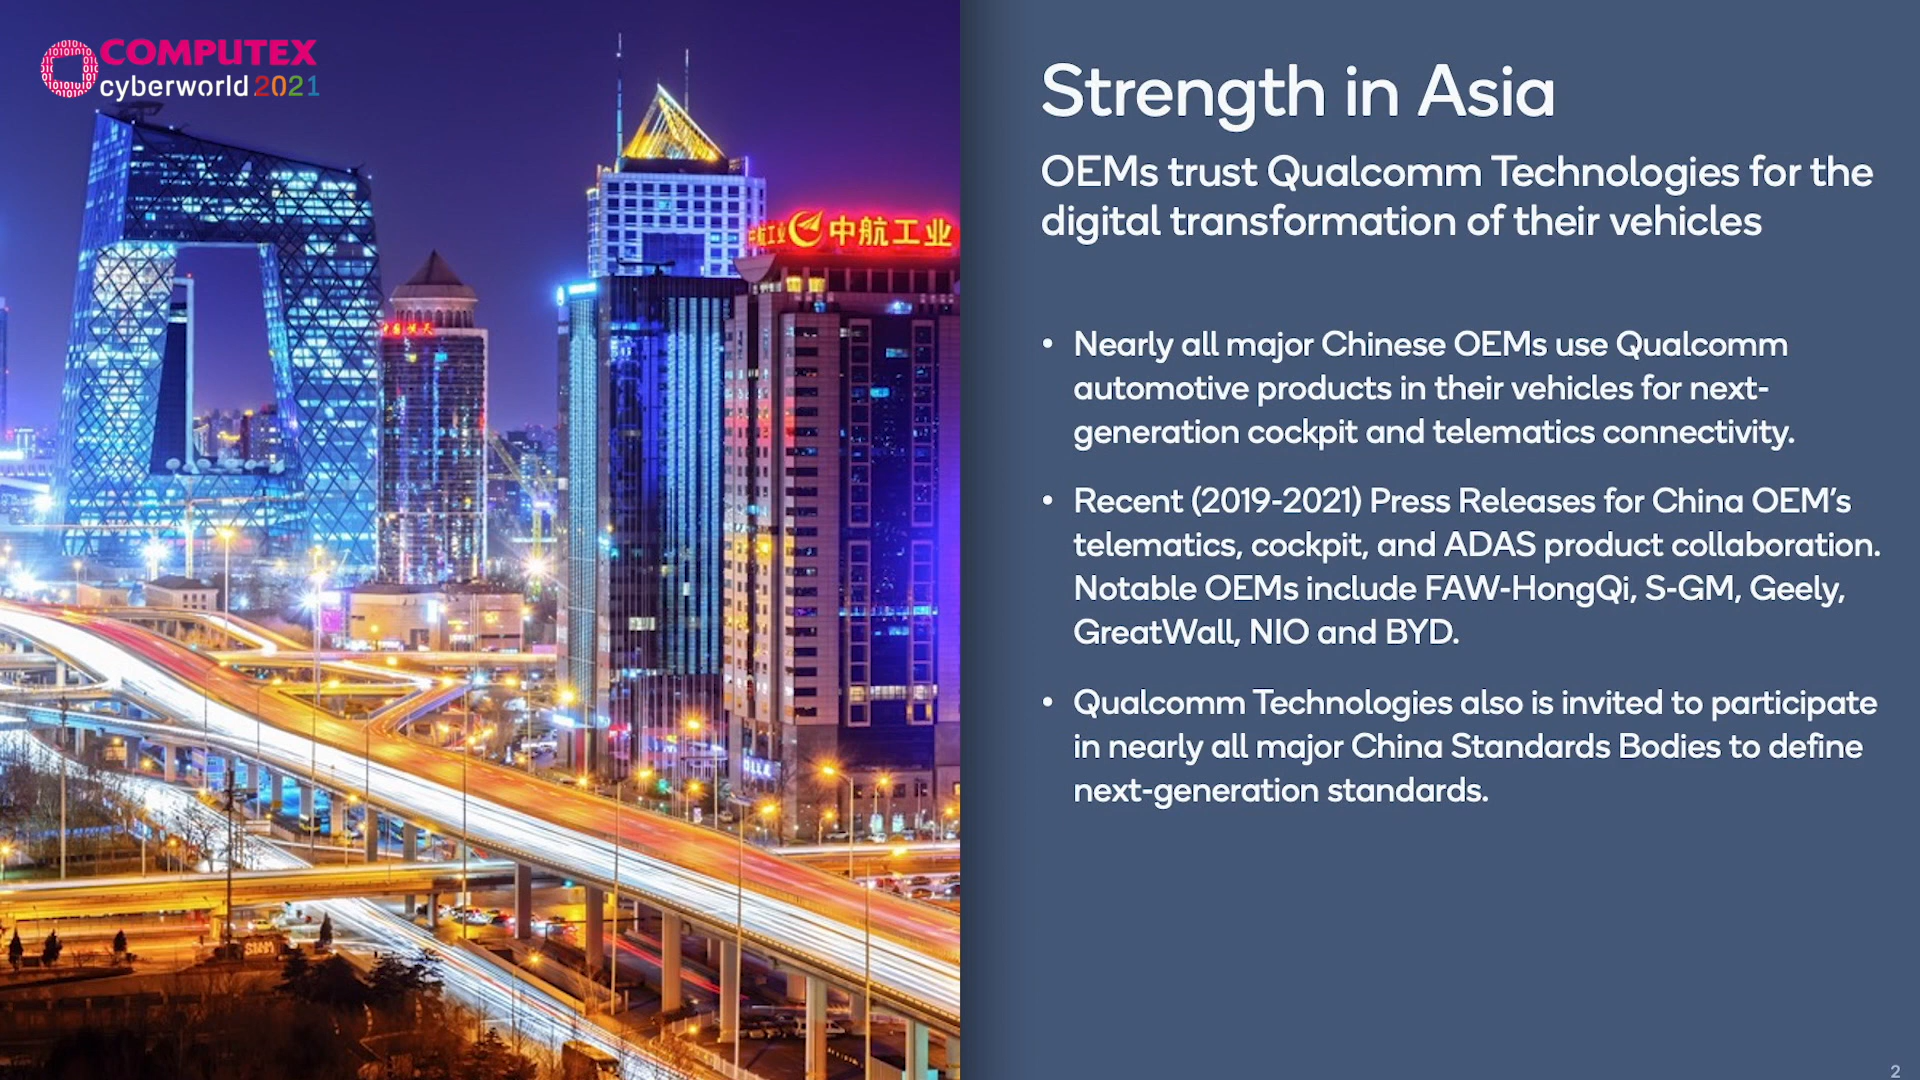 COMPUTEX
cyberworld 2021
中航工业
Strength in Asia
OEMs trust Qualcomm Technologies for the
digital transformation of their vehicles
• Nearly all major Chinese OEMs use Qualcomm
automotive products in their vehicles for next-
generation cockpit and telematics connectivity.
• Recent (2019-2021) Press Releases for China OEM’s
telematics, cockpit, and ADAS product collaboration.
Notable OEMs include FAW-HongQi, S-GM, Geely,
GreatWall, NIO and BYD.
• Qualcomm Technologies also is invited to participate
in nearly all major China Standards Bodies to define
next-generation standards.
2